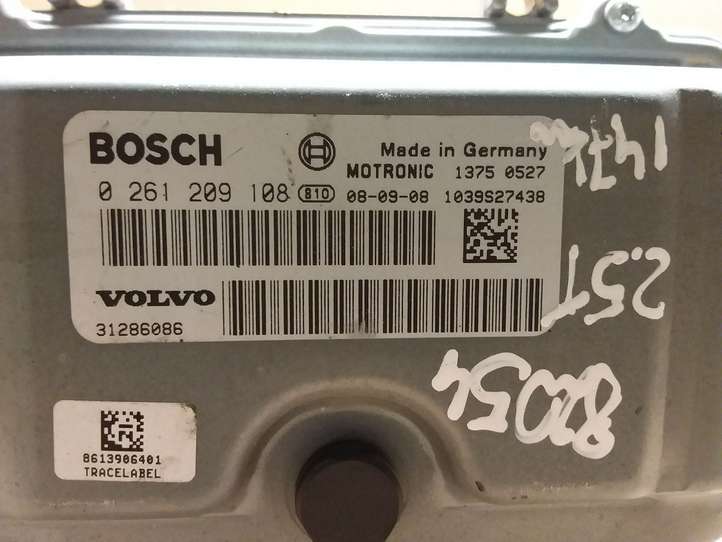 BOSCH
Made in Germany
MOTRONIC 1375 0527
0 261 209 108 810 08-09-08 1039S27438
VOLVO
31286086
8613906401
TRACELABEL
2.5T